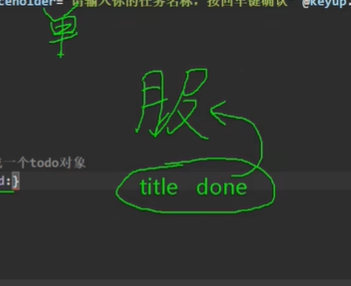 ceholder="请输入你的任务名称，按回车键确认" @keyup.
单
服
一个todo对象
d:}
title done